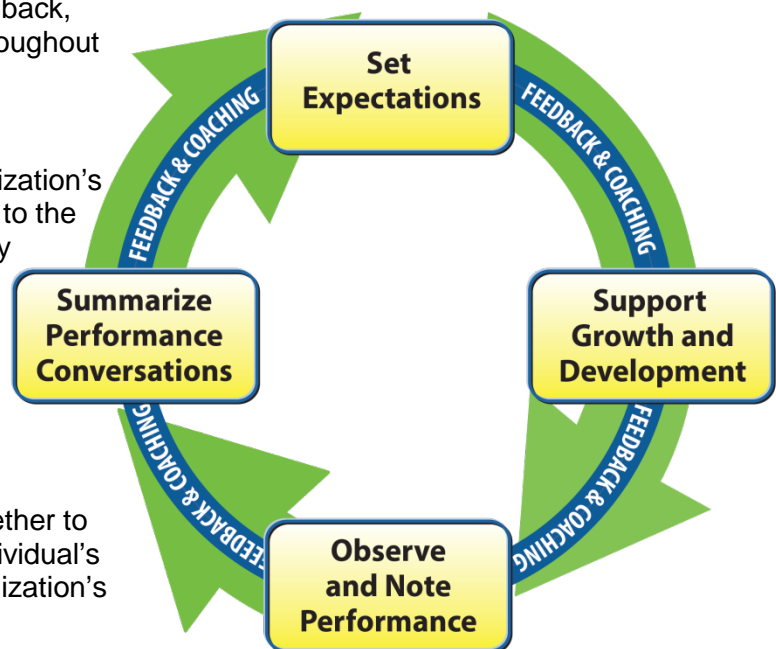 back,
oughout
ization's
to the
y
ether to
ividual's
ization's
Set
Expectations
FEEDBACK & COACHING
Support
Growth and
Development
FEEDBACK & COACHING
Observe
and Note
Performance
FEEDBACK & COACHING
Summarize
Performance
Conversations
FEEDBACK & COACHING